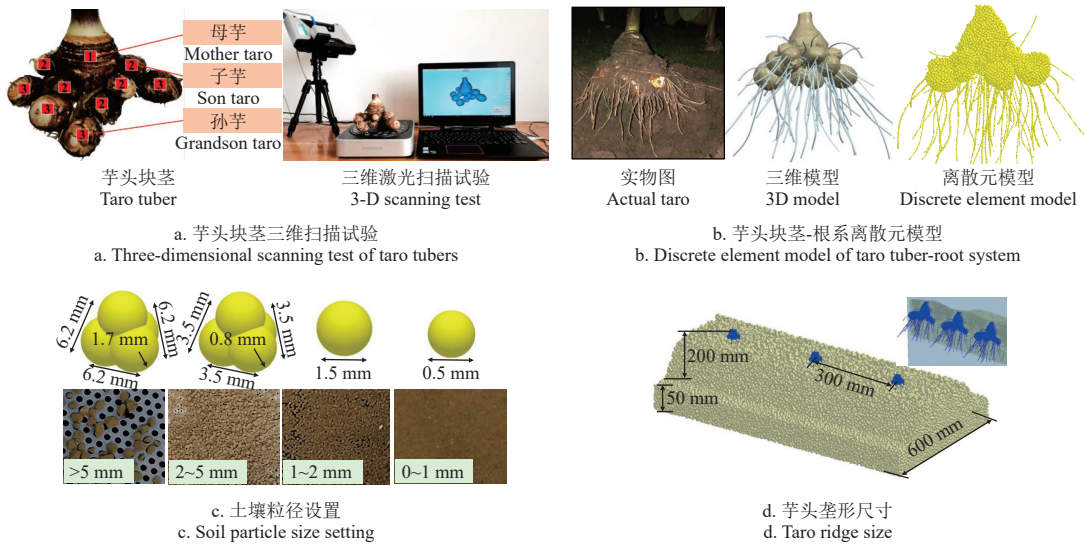 1
2
2
2
2
2
2
3
3
3
母芋
Mother taro
子芋
Son taro
孙芋
Grandson taro
芋头块茎
Taro tuber
三维激光扫描试验
3-D scanning test
a. 芋头块茎三维扫描试验
a. Three-dimensional scanning test of taro tubers
实物图
Actual taro
三维模型
3D model
离散元模型
Discrete element model
b. 芋头块茎-根系离散元模型
b. Discrete element model of taro tuber-root system
6.2 mm
6.2 mm
1.7 mm
6.2 mm
3.5 mm
3.5 mm
0.8 mm
3.5 mm
1.5 mm
0.5 mm
>5 mm
2~5 mm
1~2 mm
0~1 mm
c. 土壤粒径设置
c. Soil particle size setting
200 mm
300 mm
50 mm
600 mm
d. 芋头垄形尺寸
d. Taro ridge size